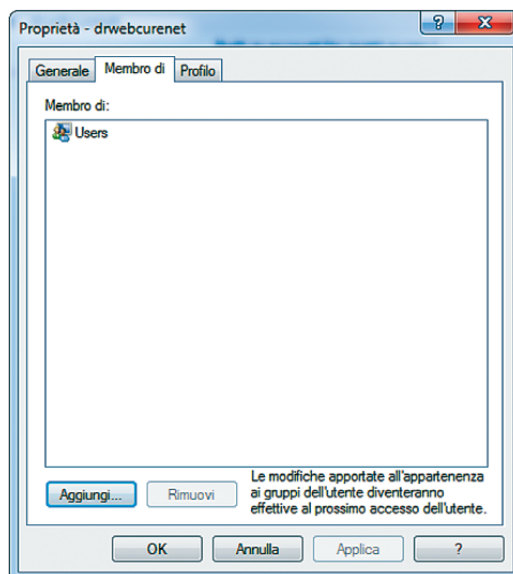 Proprietà - drwebcurenet
?
X
Generale
Membro di
Profilo
Membro di:
Users
Aggiungi...
Rimuovi
Le modifiche apportate all'appartenenza
ai gruppi dell'utente diventeranno
effettive al prossimo accesso dell'utente.
OK
Annulla
Applica
?